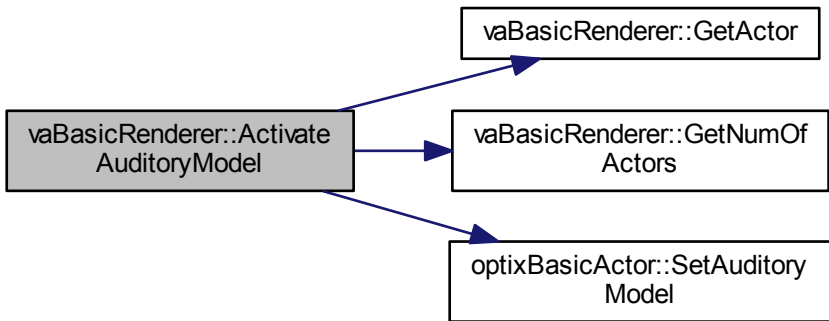 vaBasicRenderer::GetActor
vaBasicRenderer::Activate
AuditoryModel
vaBasicRenderer::GetNumOf
Actors
optixBasicActor::SetAuditory
Model